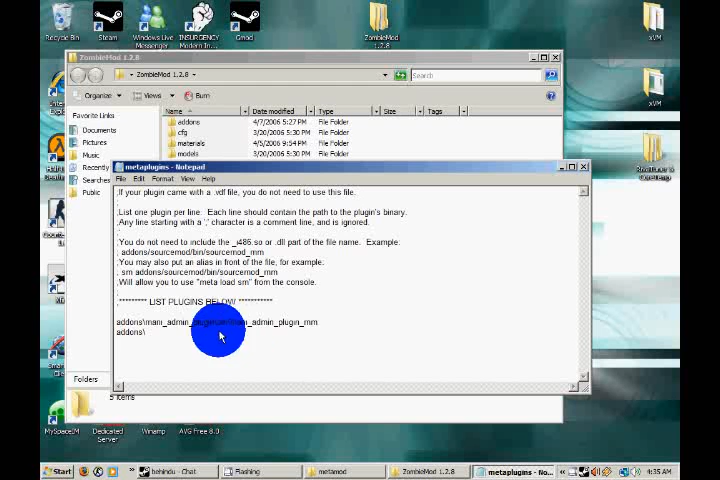 Recycle Bin
Steam
Windows Live
Messenger
INSURGENCY
Modern In...
Gmod
ZombieMod
1.2.8
xVM
ZombieMod 1.2.8
ZombieMod 1.2.8
Search
Organize
Views
Burn
Favorite Links
Documents
Pictures
Music
Recently
Searches
Public
Name
Date modified
Type
Size
Tags
addons 4/7/2006 5:27 PM File Folder
cfg 3/20/2006 5:30 ... File Folder
materials 4/5/2006 9:54 PM File Folder
models 3/20/2006 5:30 ... File Folder
xVM
metaplugins - Notepad
File Edit Format View Help
;If your plugin came with a .vdf file, you do not need to use this file.
;
;List one plugin per line. Each line should contain the path to the plugin's binary.
;Any line starting with a ';' character is a comment line, and is ignored.
;
;You do not need to include the _i486.so or .dll part of the file name. Example:
; addons/sourcemod/bin/sourcemod_mm
;You may also put an alias in front of the file, for example:
; sm addons/sourcemod/bin/sourcemod_mm
;Will allow you to use "meta load sm" from the console.
;
;********* LIST PLUGINS BELOW ***********
addons\mani_admin_plugin\bin\mani_admin_plugin_mm
addons\
Folders
5 items
MySpaceIM
Dedicated
Server
Winamp
AVG Free 8.0
Start
behindu - Chat
Flashing
metamod
ZombieMod 1.2.8
metaplugins - No...
4:35 AM